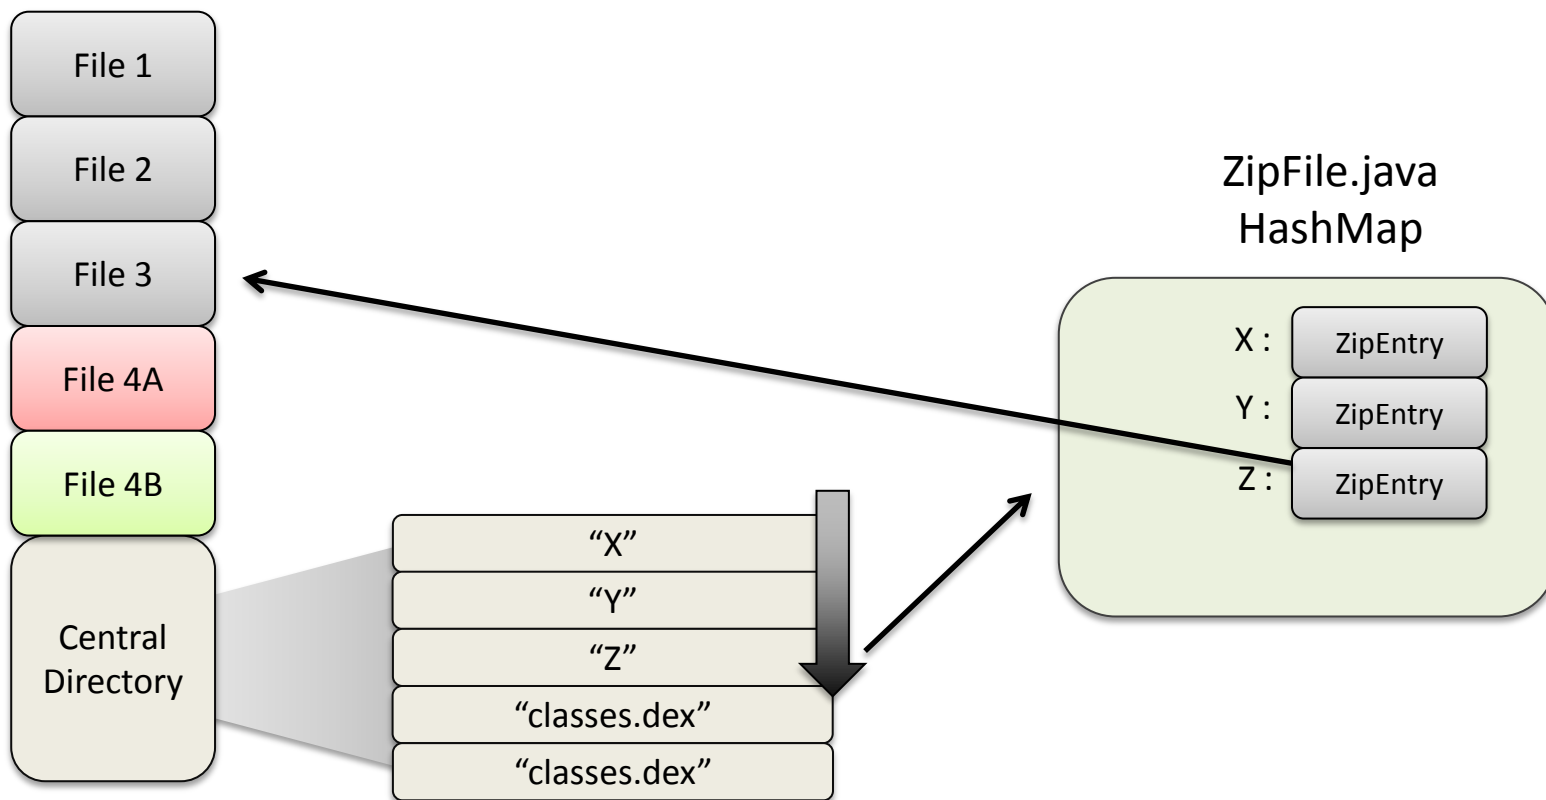 File 1
File 2
File 3
File 4A
File 4B
Central
Directory
“X”
“Y”
“Z”
“classes.dex”
“classes.dex”
ZipFile.java
HashMap
X :
ZipEntry
Y :
ZipEntry
Z :
ZipEntry